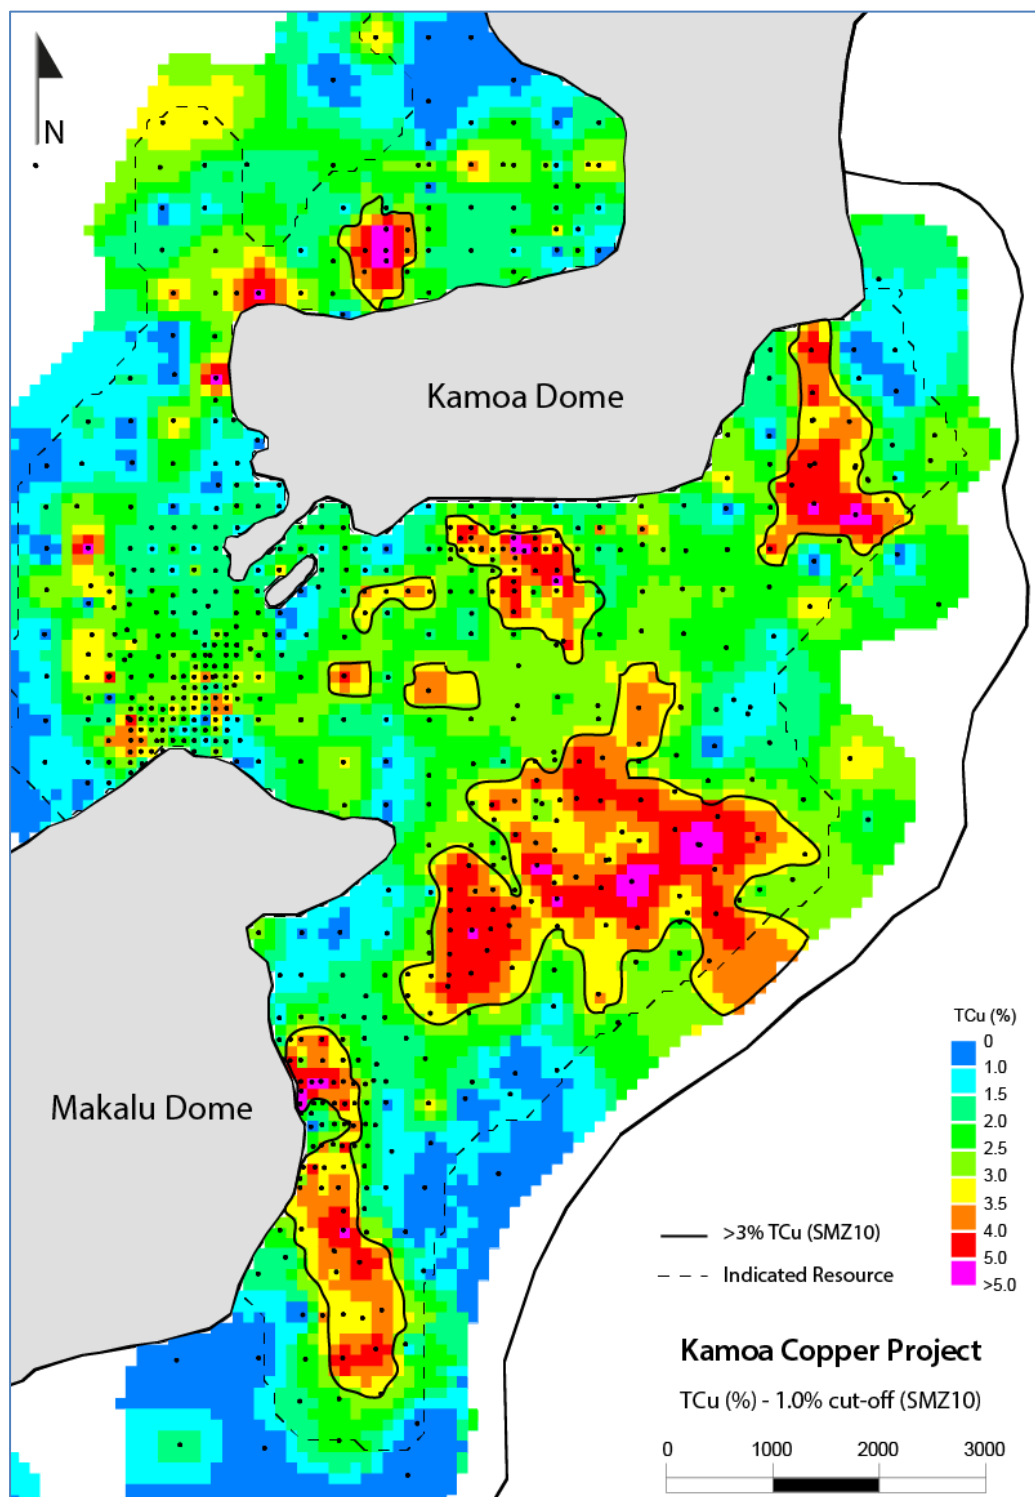 N
Kamoa Dome
Makalu Dome
TCu (%)
0
1.0
1.5
2.0
2.5
3.0
3.5
4.0
5.0
>5.0
>3% TCu (SMZ10)
Indicated Resource
Kamoa Copper Project
TCu (%) - 1.0% cut-off (SMZ10)
0 1000 2000 3000